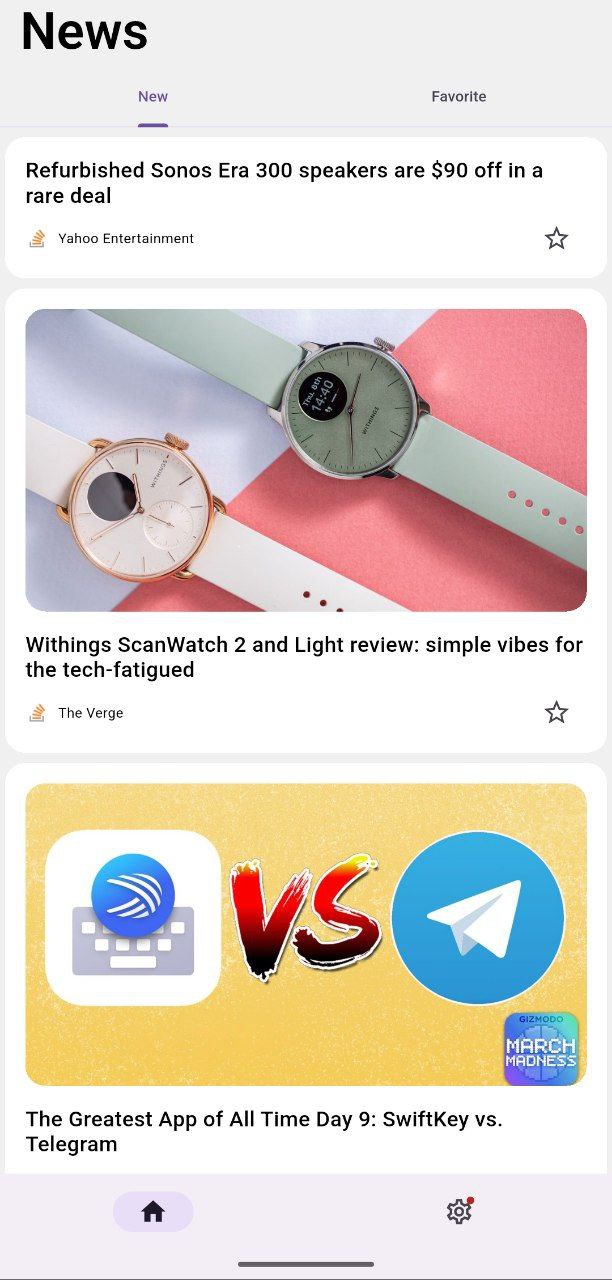 News
New
Favorite
Refurbished Sonos Era 300 speakers are $90 off in a
rare deal
Yahoo Entertainment
Thu, 8th
14:40
WITHINGS
WITHINGS
Withings ScanWatch 2 and Light review: simple vibes for
the tech-fatigued
The Verge
VS
GIZMODO
MARCH
MADNESS
The Greatest App of All Time Day 9: SwiftKey vs.
Telegram